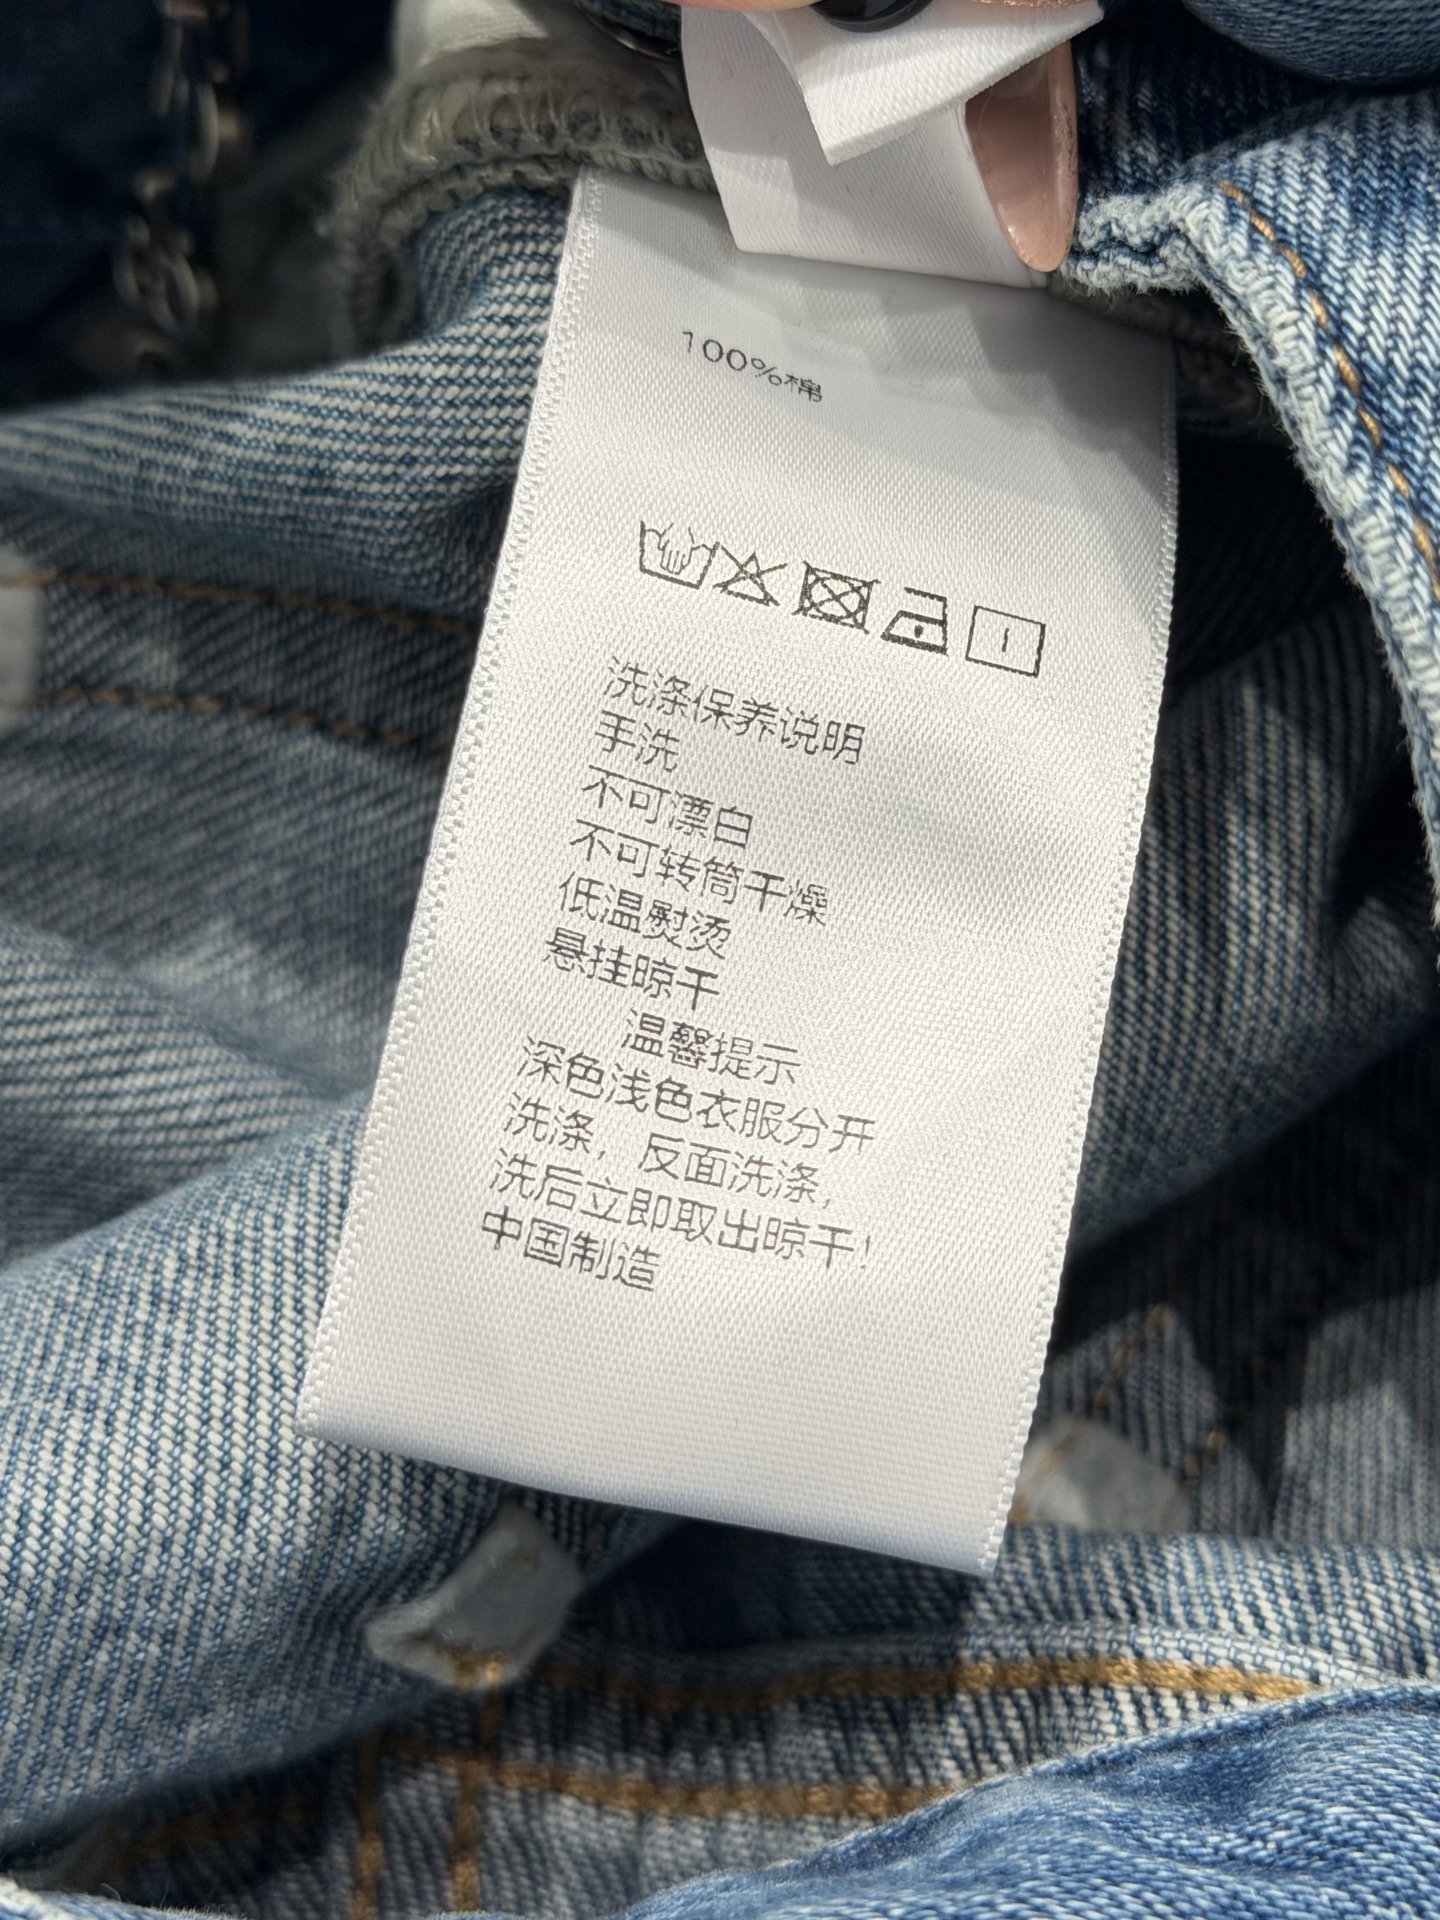 100%棉
洗涤保养说明
手洗
不可漂白
不可转筒干燥
低温熨烫
悬挂晾干
温馨提示
深色浅色衣服分开
洗涤，反面洗涤，
洗后立即取出晾干!
中国制造